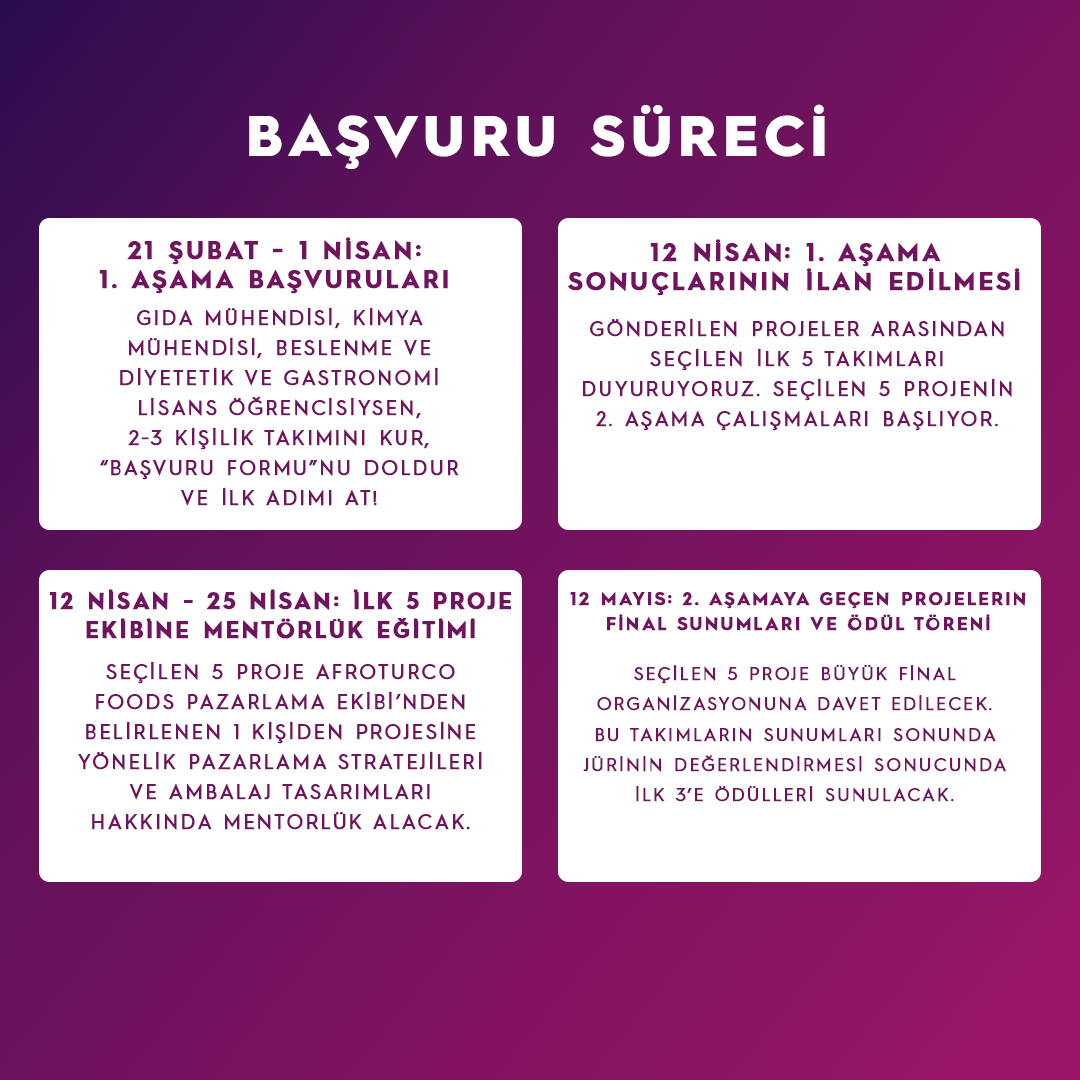 BAŞVURU SÜRECİ
21 ŞUBAT – 1 NİSAN:
1. AŞAMA BAŞVURULARI
GIDA MÜHENDİSİ, KİMYA
MÜHENDİSİ, BESLENME VE
DİYETETİK VE GASTRONOMİ
LİSANS ÖĞRENCİSİYSEN,
2-3 KİŞİLİK TAKIMINI KUR,
“BAŞVURU FORMU”NU DOLDUR
VE İLK ADIMI AT!
12 NİSAN: 1. AŞAMA
SONUÇLARININ İLAN EDİLMESİ
GÖNDERİLEN PROJELER ARASINDAN
SEÇİLEN İLK 5 TAKIMLARI
DUYURUYORUZ. SEÇİLEN 5 PROJENİN
2. AŞAMA ÇALIŞMALARI BAŞLIYOR.
12 NİSAN – 25 NİSAN: İLK 5 PROJE
EKİBİNE MENTÖRLÜK EĞİTİMİ
SEÇİLEN 5 PROJE AFROTURCO
FOODS PAZARLAMA EKİBİ’NDEN
BELİRLENEN 1 KİŞİDEN PROJESİNE
YÖNELİK PAZARLAMA STRATEJİLERİ
VE AMBALAJ TASARIMLARI
HAKKINDA MENTORLÜK ALACAK.
12 MAYIS: 2. AŞAMAYA GEÇEN PROJELERIN
FİNAL SUNUMLARI VE ÖDÜL TÖRENİ
SEÇİLEN 5 PROJE BÜYÜK FİNAL
ORGANİZASYONUNA DAVET EDİLECEK.
BU TAKIMLARIN SUNUMLARI SONUNDA
JÜRİNİN DEĞERLENDİRMESİ SONUCUNDA
İLK 3’E ÖDÜLLERİ SUNULACAK.